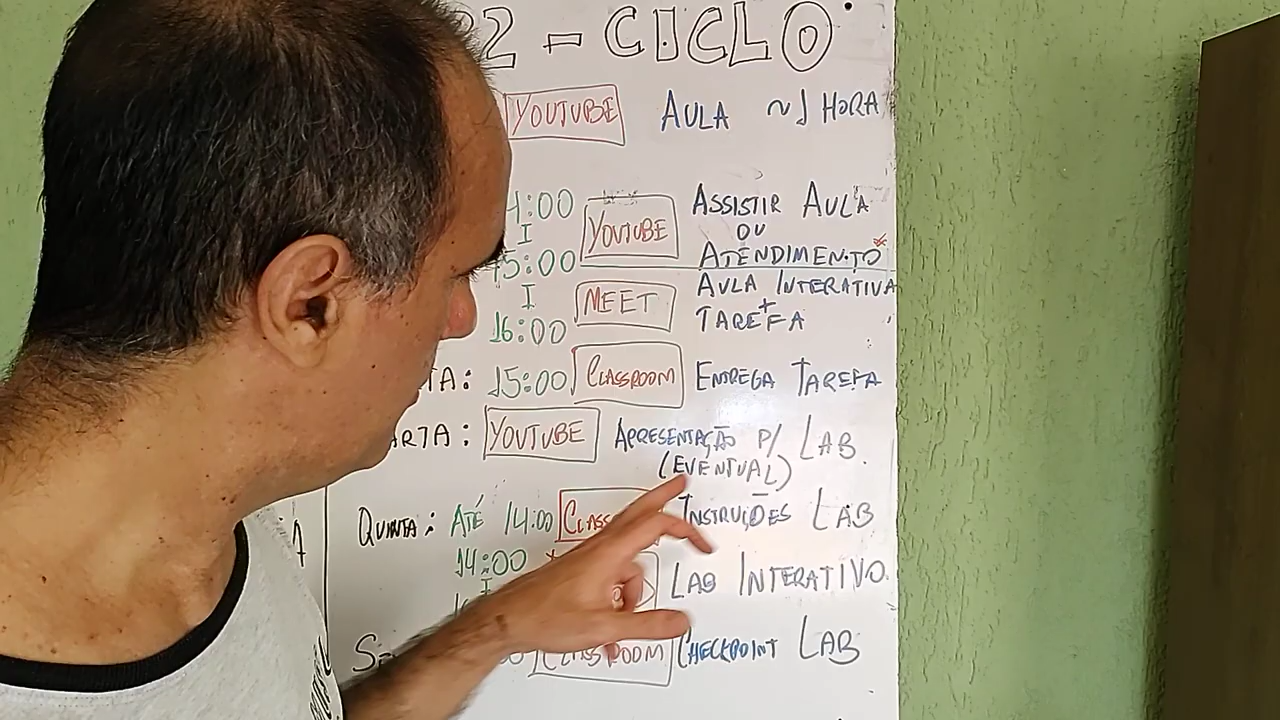 22 - CICLO
YOUTUBE AULA ~1 HORA
:00 YOUTUBE ASSISTIR AULA
I OU
15:00 ATENDIMENTO*
I MEET AULA INTERATIVA
+
16:00 TAREFA
TA: 15:00 CLASSROOM ENTREGA TAREFA
ARTA: YOUTUBE APRESENTAÇÃO P/ LAB.
(EVENTUAL)
QUINTA: ATÉ 14:00 CLASS INSTRUÇÕES LAB
14:00
I LAB INTERATIVO.
CLASSROOM CHECKPOINT LAB